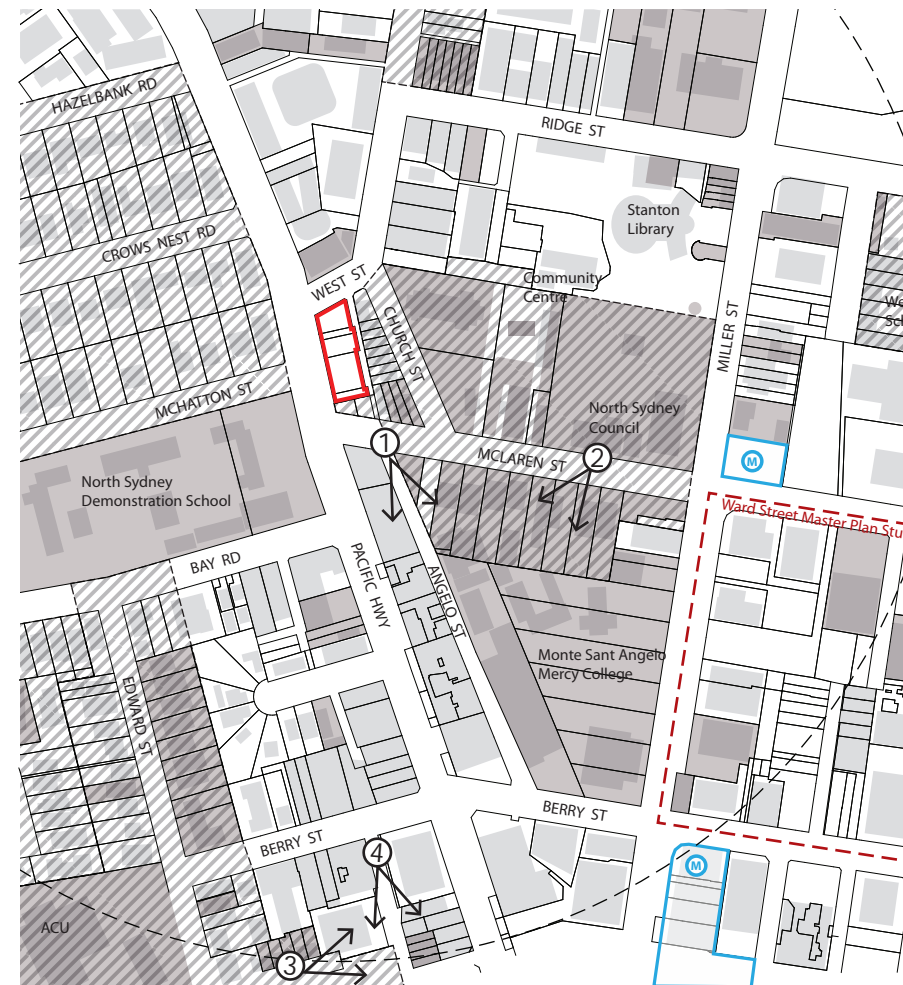 HAZELBANK RD
RIDGE ST
Stanton
Library
CROWS NEST RD
WEST ST
Community
Centre
CHURCH ST
MILLER ST
MCHATTON ST
North Sydney
Council
MCLAREN ST
1
2
M
North Sydney
Demonstration School
Ward Street Master Plan
BAY RD
PACIFIC HWY
ANGELO ST
Monte Sant Angelo
Mercy College
EDWARD ST
BERRY ST
BERRY ST
4
M
ACU
3